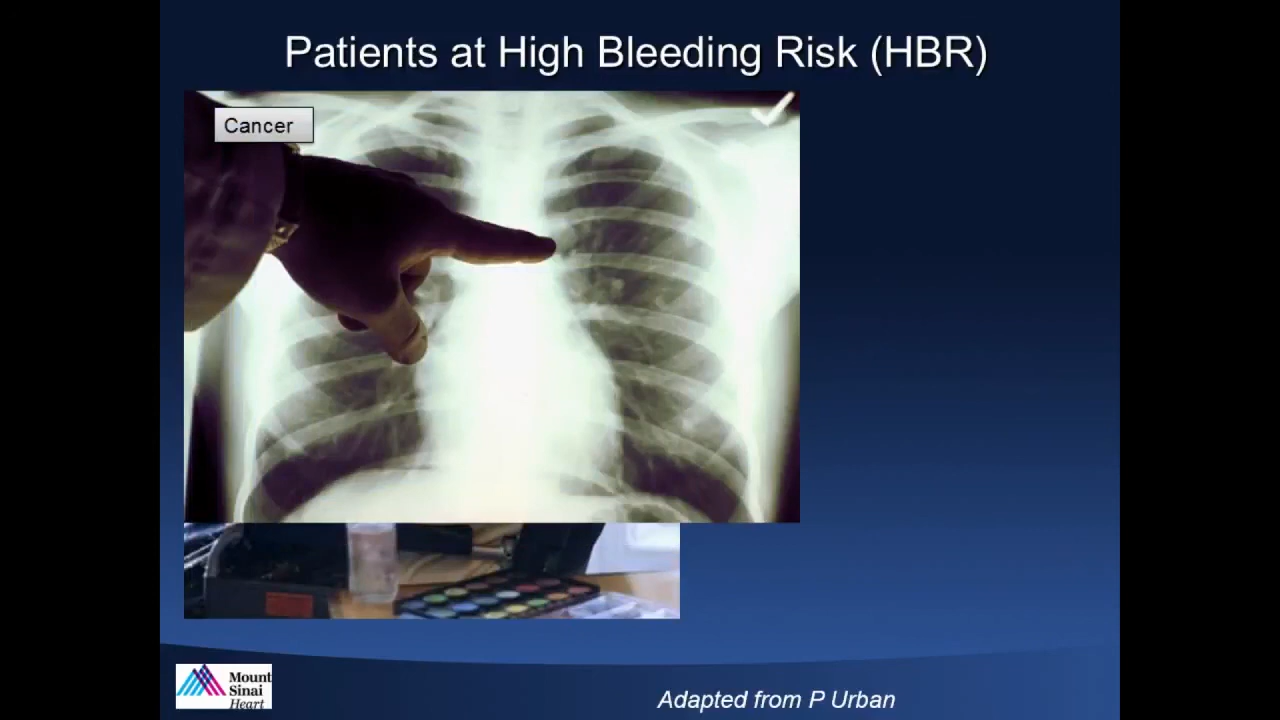 Patients at High Bleeding Risk (HBR)
Cancer
Mount
Sinai
Heart
Adapted from P Urban